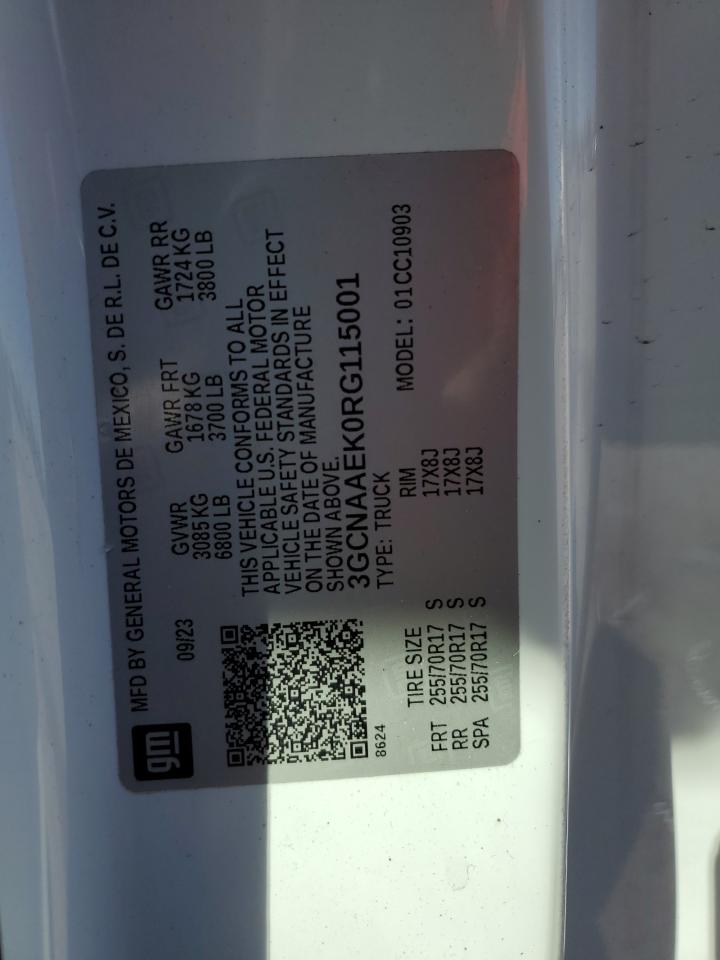 gm
MFD BY GENERAL MOTORS DE MEXICO, S. DE R.L. DE C.V.
09/23 GVWR GAWR FRT GAWR RR
3085 KG 1678 KG 1724 KG
6800 LB 3700 LB 3800 LB
THIS VEHICLE CONFORMS TO ALL
APPLICABLE U.S. FEDERAL MOTOR
VEHICLE SAFETY STANDARDS IN EFFECT
ON THE DATE OF MANUFACTURE
SHOWN ABOVE.
3GCNAAEK0RG115001
8624 TYPE: TRUCK MODEL: 01CC10903
TIRE SIZE RIM
FRT 255/70R17 S 17X8J
RR 255/70R17 S 17X8J
SPA 255/70R17 S 17X8J